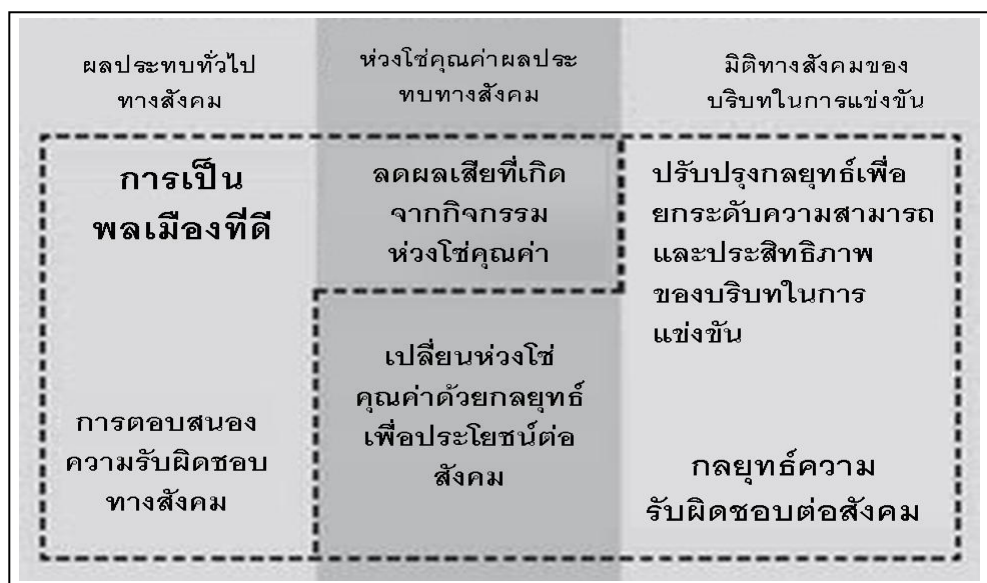 ผลประทบทั่วไป
ทางสังคม
ห่วงโซ่คุณค่าผลประ
ทบทางสังคม
มิติทางสังคมของ
บริบทในการแข่งขัน
การเป็น
พลเมืองที่ดี
ลดผลเสียที่เกิด
จากกิจกรรม
ห่วงโซ่คุณค่า
ปรับปรุงกลยุทธ์เพื่อ
ยกระดับความสามารถ
และประสิทธิภาพ
ของบริบทในการ
แข่งขัน
การตอบสนอง
ความรับผิดชอบ
ทางสังคม
เปลี่ยนห่วงโซ่
คุณค่าด้วยกลยุทธ์
เพื่อประโยชน์ต่อ
สังคม
กลยุทธ์ความ
รับผิดชอบต่อสังคม